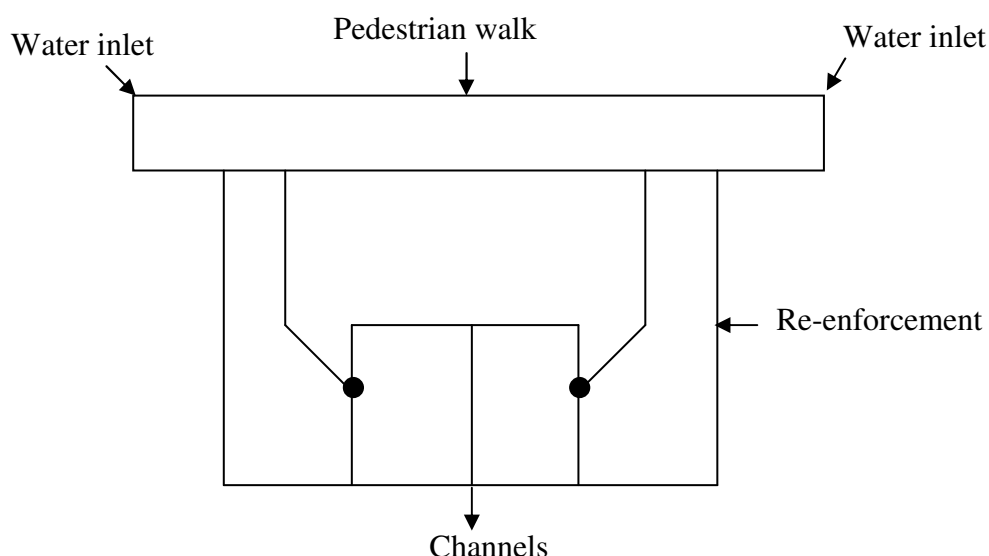 Pedestrian walk
Water inlet
Water inlet
Re-enforcement
Channels